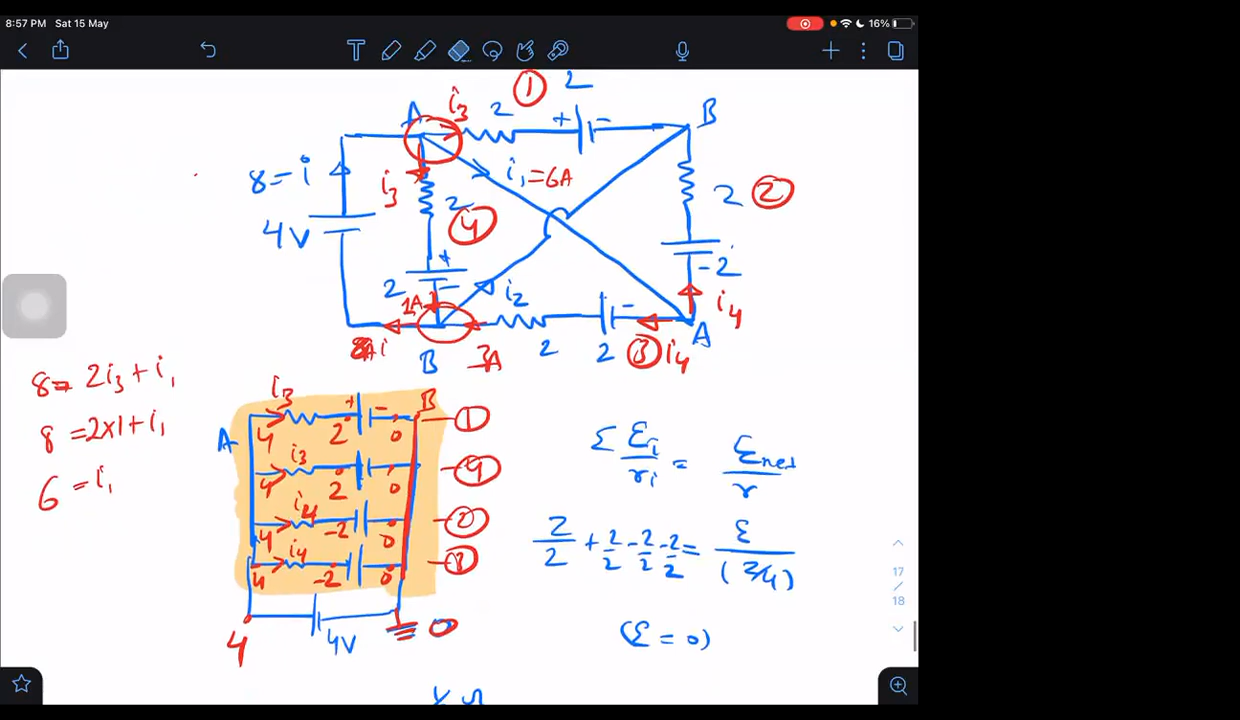 8:57 PM Sat 15 May
16%
T
① 2
A i₃ 2 + - B
8 = i
i₃
i₁ = 6A
2
④
2 ②
4V
+
-
2
-2
1A
i₂
i₄
-
i
B 3A 2 2 ③ i₄ A
8 = 2i₃ + i₁
8 = 2x1 + i₁
6 = i₁
A
i₃ + - B
4 2 0 ①
i₃
4 2 0 ④
i₄
4 -2 0 ②
i₄
4 -2 0 ③
4 4V 0
Σ Ei/ri = Enet/r
2/2 + 2/2 - 2/2 - 2/2 = E/(2/4)
(E = 0)
17
/
18